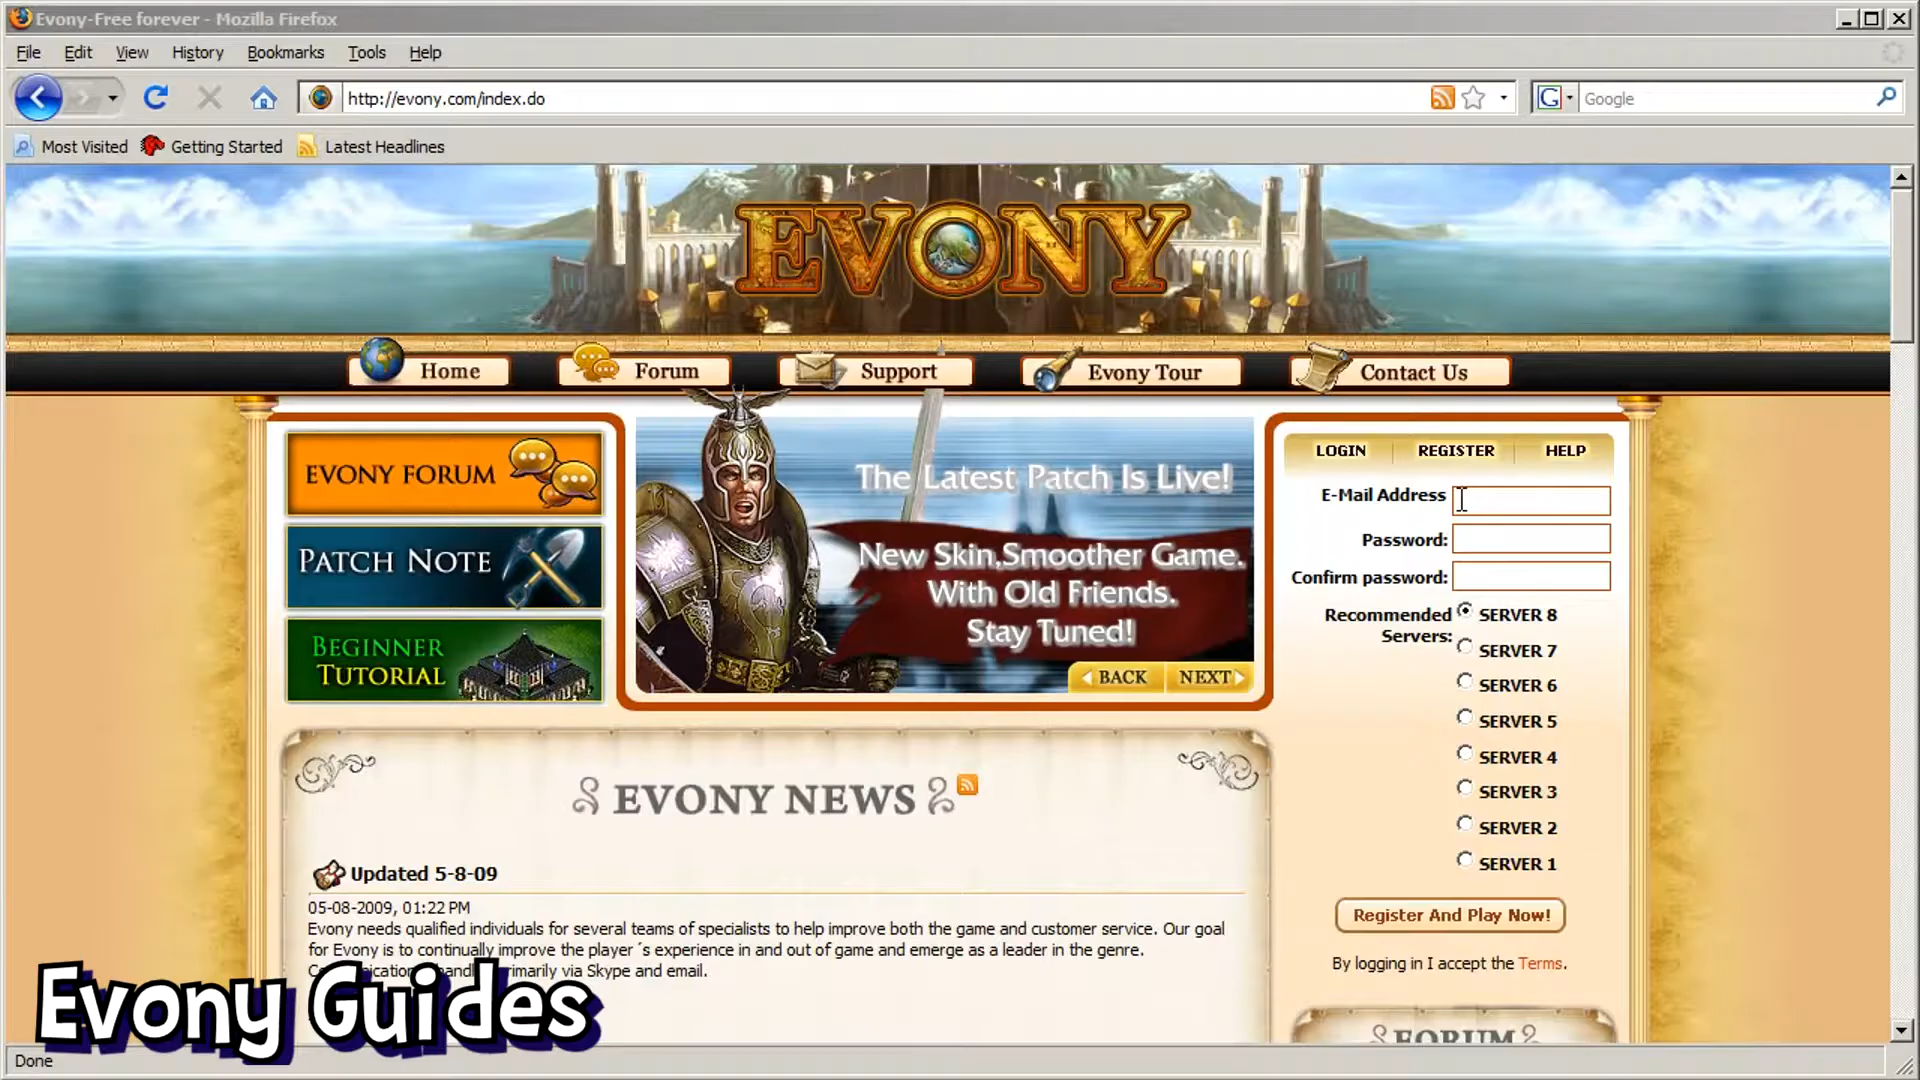 Evony-Free forever - Mozilla Firefox
File Edit View History Bookmarks Tools Help
http://evony.com/index.do
G Google
Most Visited Getting Started Latest Headlines
EVONY
Home Forum Support Evony Tour Contact Us
EVONY FORUM
PATCH NOTE
BEGINNER
TUTORIAL
The Latest Patch Is Live!
New Skin,Smoother Game.
With Old Friends.
Stay Tuned!
BACK NEXT
LOGIN REGISTER HELP
E-Mail Address
Password:
Confirm password:
Recommended
Servers:
SERVER 8
SERVER 7
SERVER 6
SERVER 5
SERVER 4
SERVER 3
SERVER 2
SERVER 1
Register And Play Now!
By logging in I accept the Terms.
FORUM
EVONY NEWS
Updated 5-8-09
05-08-2009, 01:22 PM
Evony needs qualified individuals for several teams of specialists to help improve both the game and customer service. Our goal
for Evony is to continually improve the player ´s experience in and out of game and emerge as a leader in the genre.
primarily via Skype and email.
Evony Guides
Done